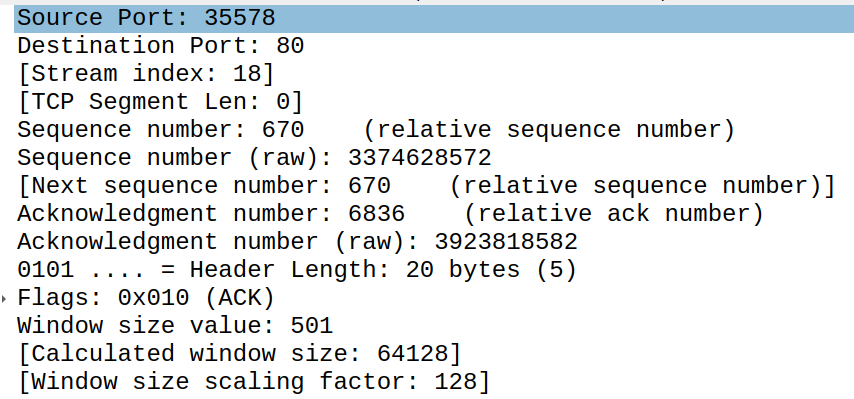 Source Port: 35578
Destination Port: 80
[Stream index: 18]
[TCP Segment Len: 0]
Sequence number: 670    (relative sequence number)
Sequence number (raw): 3374628572
[Next sequence number: 670    (relative sequence number)]
Acknowledgment number: 6836    (relative ack number)
Acknowledgment number (raw): 3923818582
0101 .... = Header Length: 20 bytes (5)
Flags: 0x010 (ACK)
Window size value: 501
[Calculated window size: 64128]
[Window size scaling factor: 128]